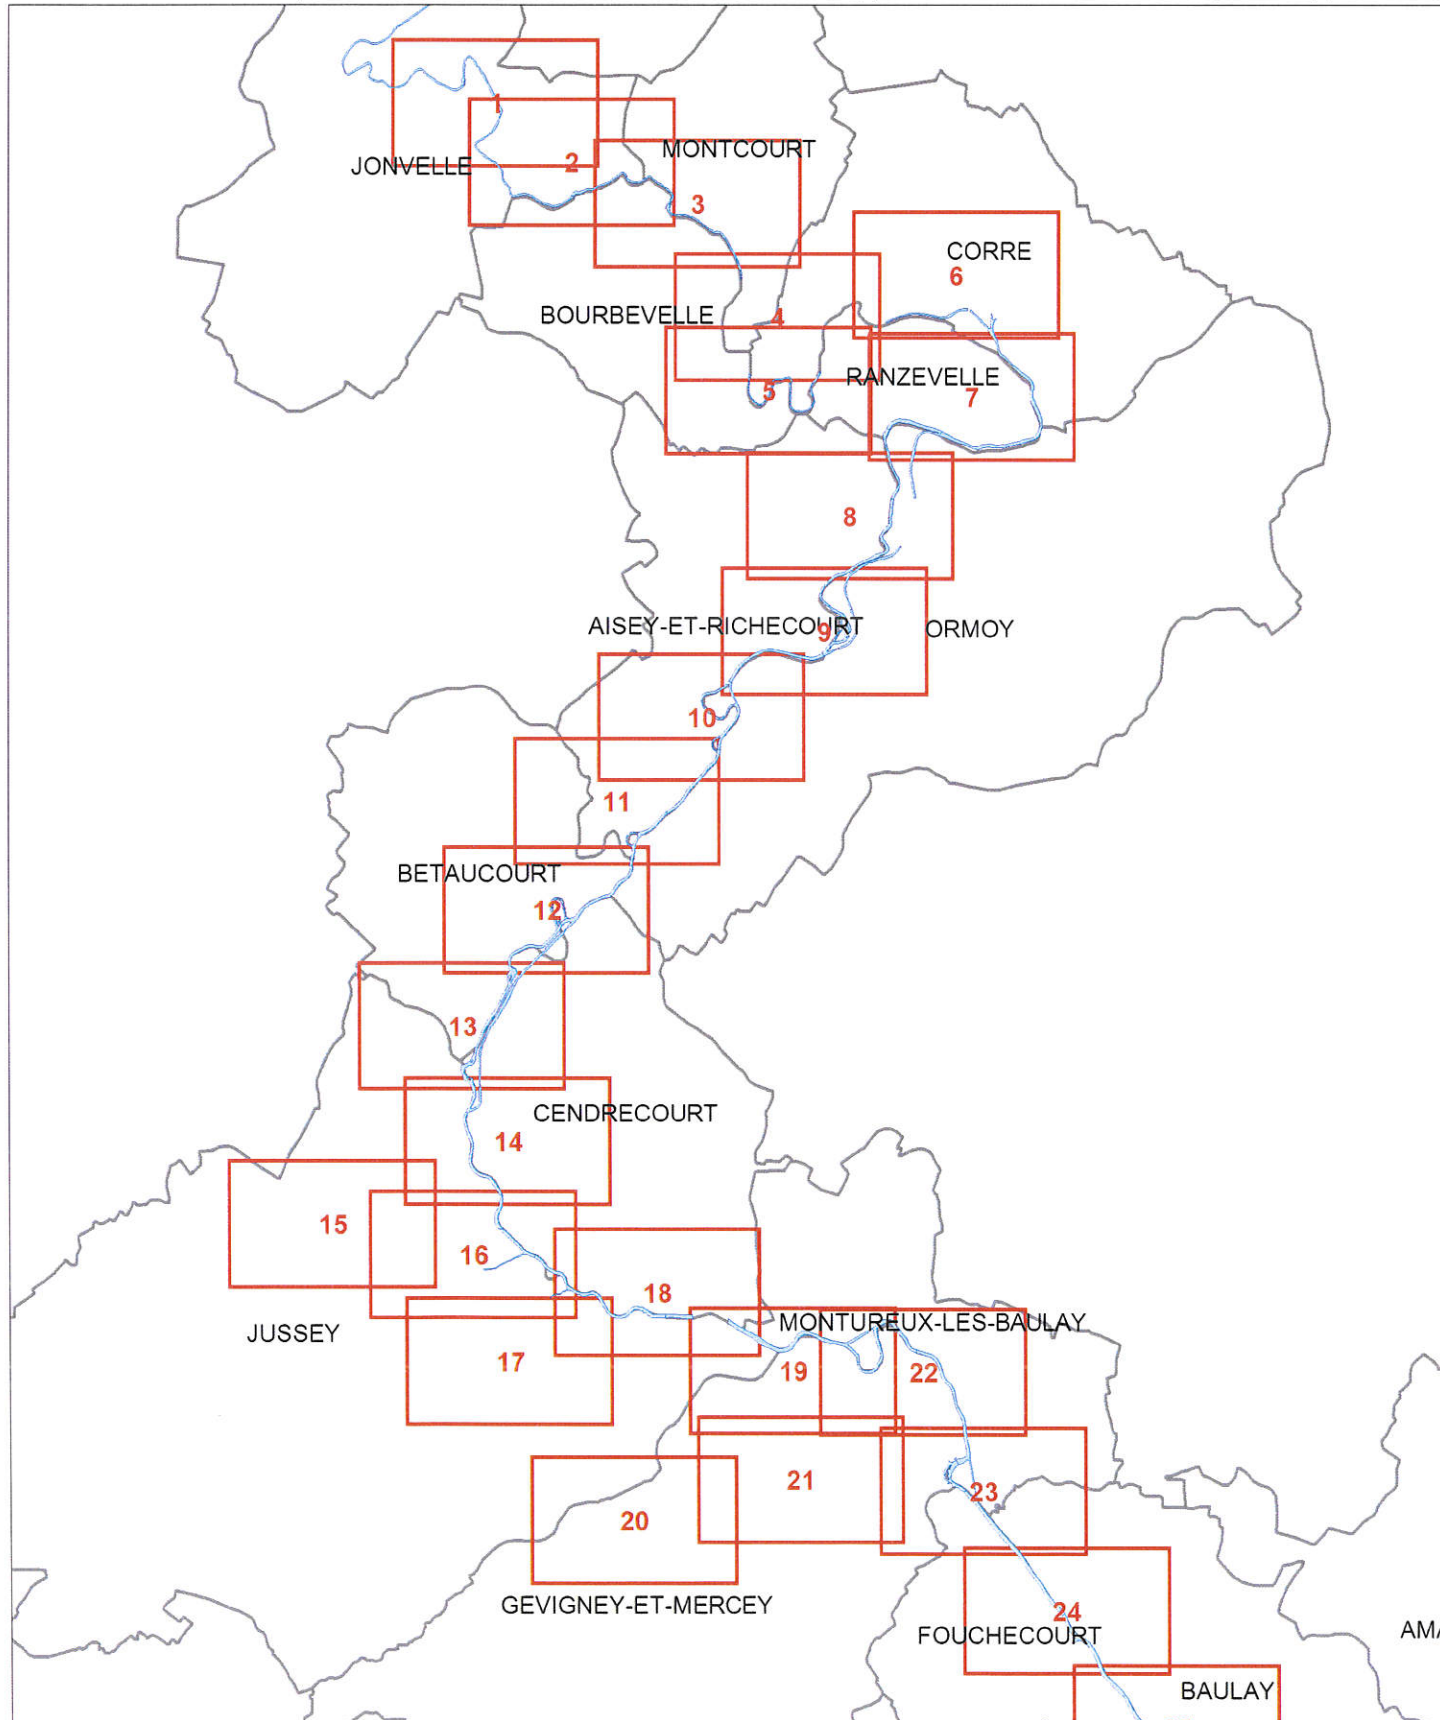 1
MONTCOURT
2
JONVELLE
3
CORRE
6
BOURBEVELLE
4
RANZEVELLE
5
7
8
AISEY-ET-RICHECOURT
9
ORMOY
10
11
BETAUCOURT
12
13
CENDRECOURT
14
15
16
18
MONTUREUX-LES-BAULAY
JUSSEY
17
19
22
21
23
20
GEVIGNEY-ET-MERCEY
24
FOUCHECOURT
AMA
BAULAY